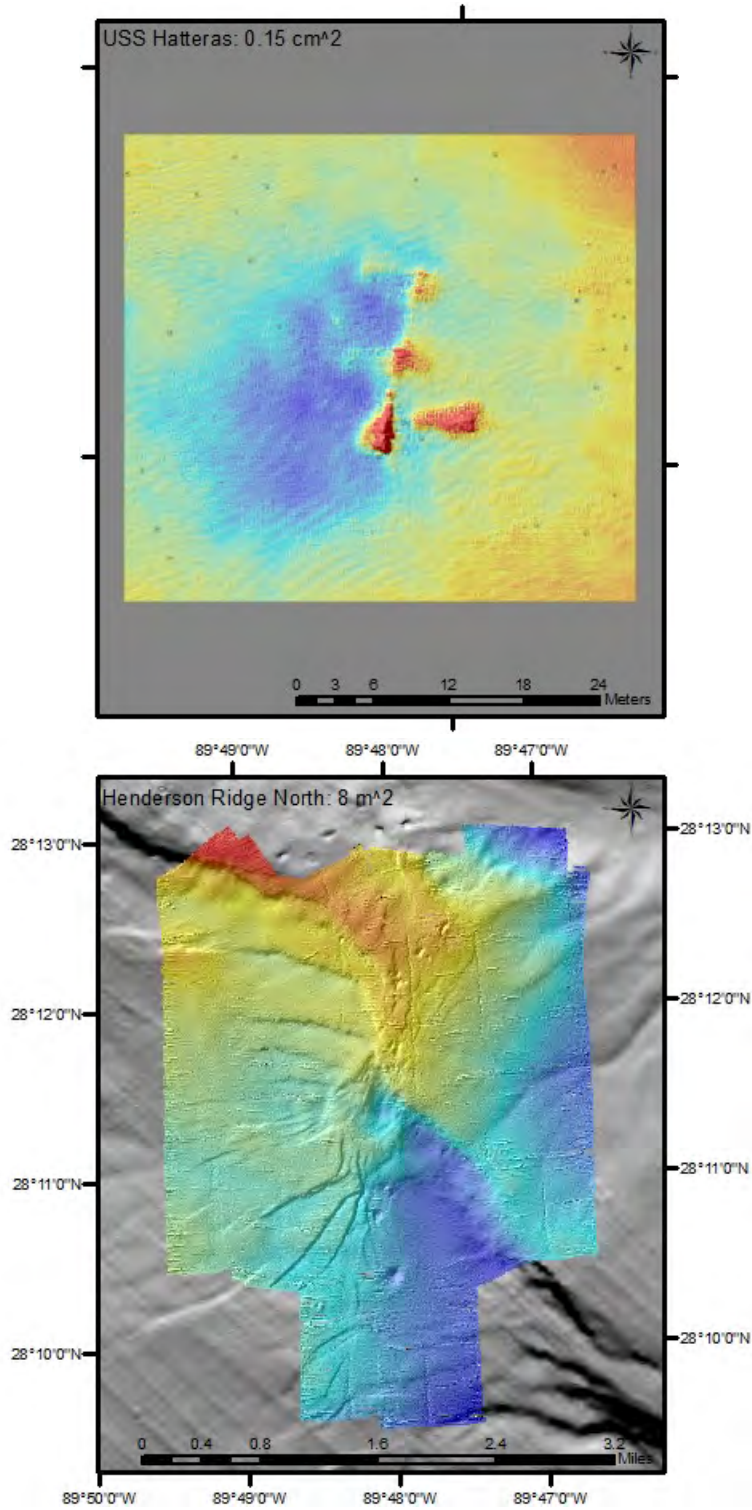 USS Hatteras: 0.15 cm^2
0 3 6 12 18 24
Meters
89°49'0"W 89°48'0"W 89°47'0"W
Henderson Ridge North: 8 m^2
28°13'0"N 28°13'0"N
28°12'0"N 28°12'0"N
28°11'0"N 28°11'0"N
28°10'0"N 28°10'0"N
0 0.4 0.8 1.6 2.4 3.2
Miles
89°50'0"W 89°49'0"W 89°48'0"W 89°47'0"W